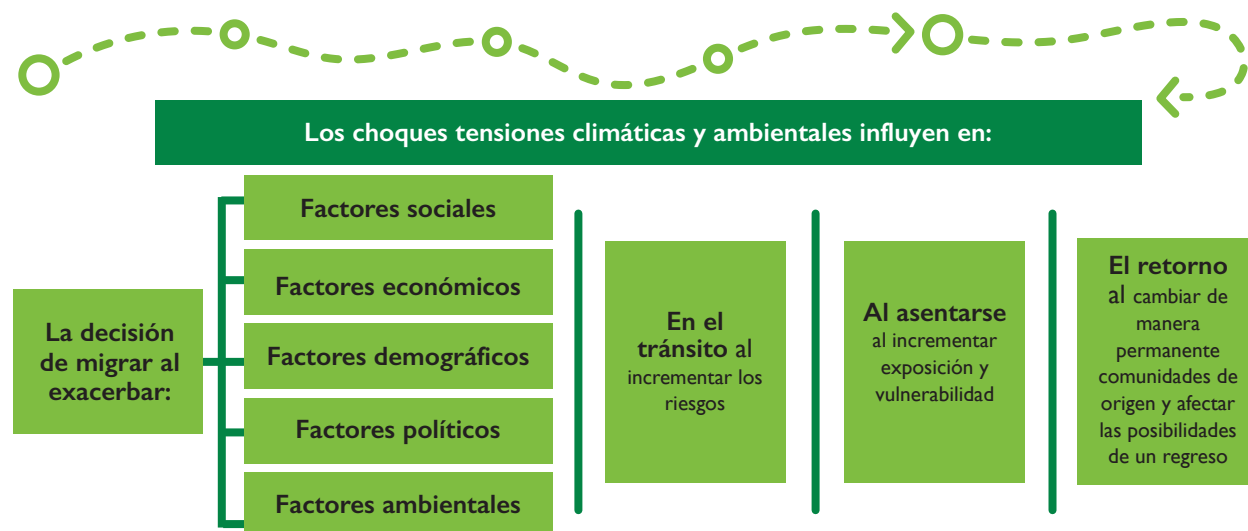 Los choques tensiones climáticas y ambientales influyen en:
La decisión
de migrar al
exacerbar:
Factores sociales
Factores económicos
Factores demográficos
Factores políticos
Factores ambientales
En el
tránsito al
incrementar los
riesgos
Al asentarse
al incrementar
exposición y
vulnerabilidad
El retorno
al cambiar de
manera
permanente
comunidades de
origen y afectar
las posibilidades
de un regreso